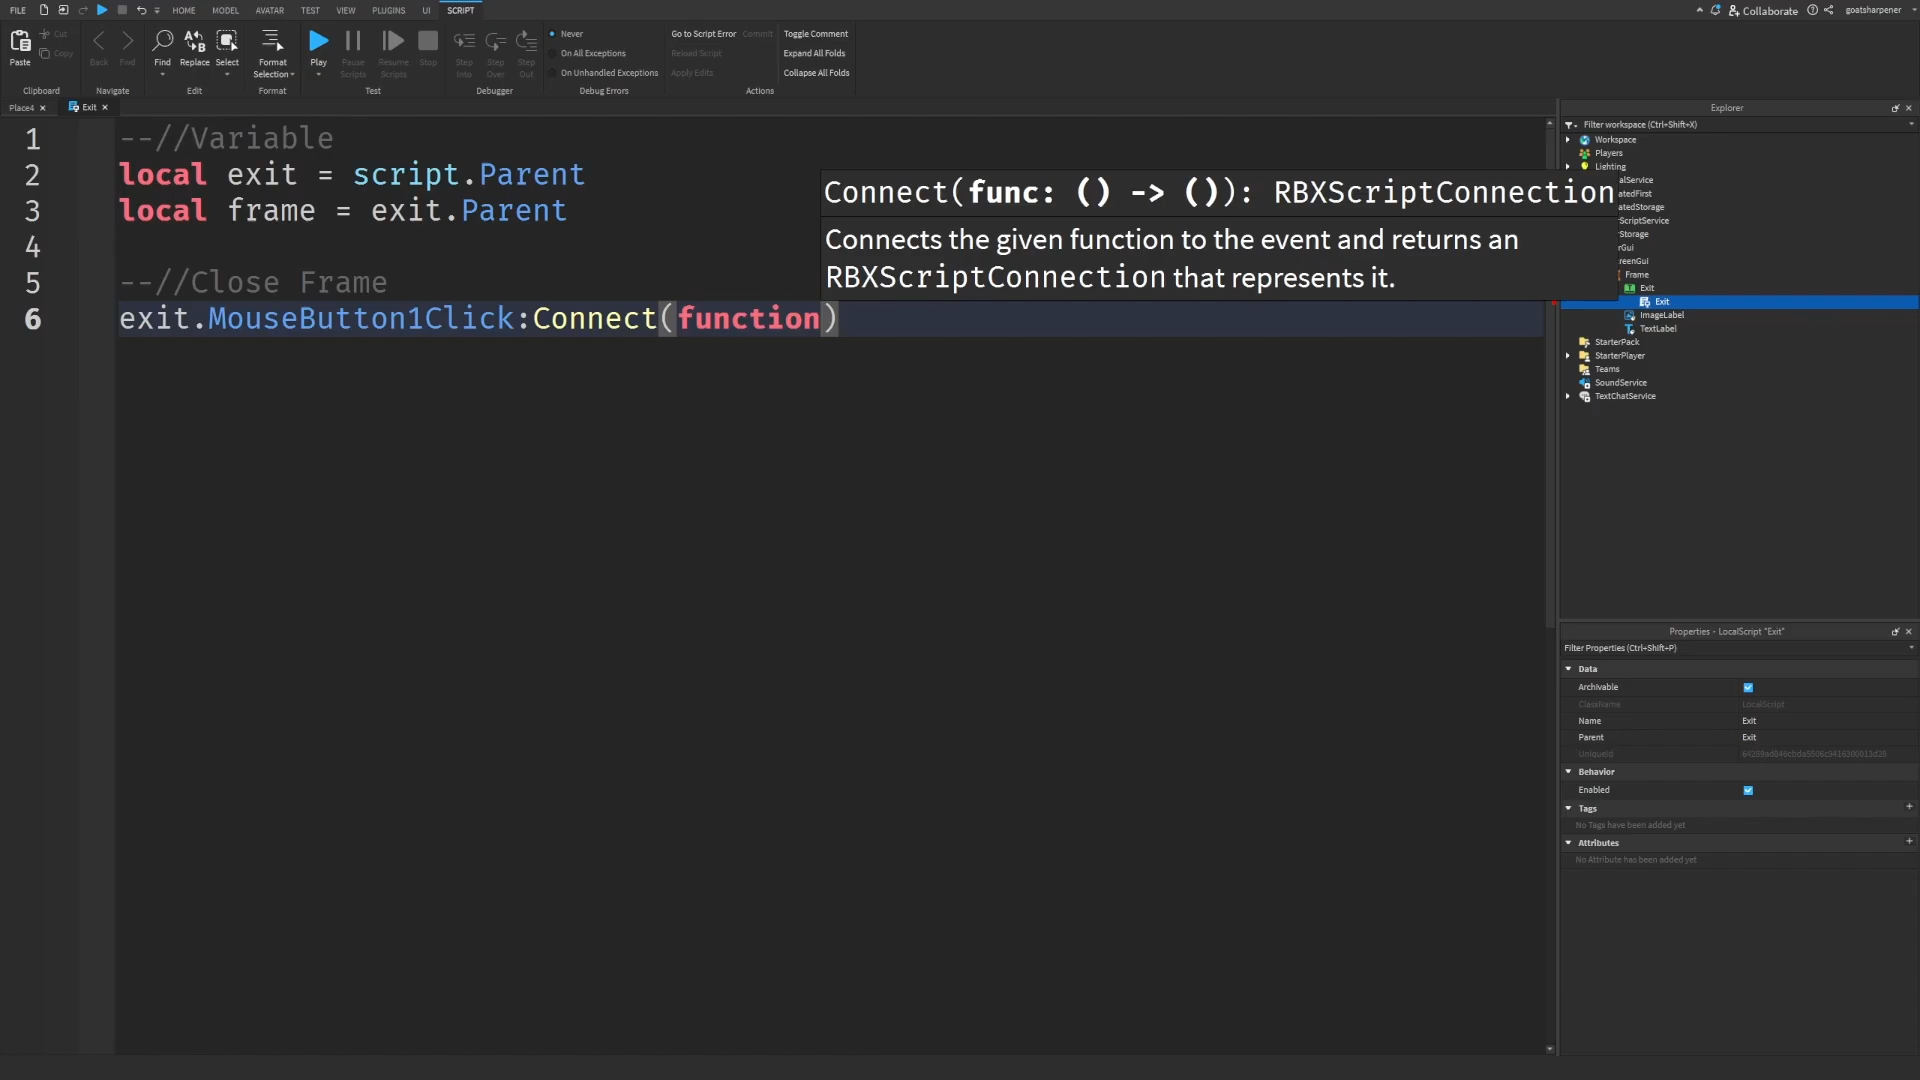 FILE HOME MODEL AVATAR TEST VIEW PLUGINS UI SCRIPT Collaborate goatsharpener
Paste Cut Copy Back Fwd Find Replace Select Format Selection Play Pause Scripts Resume Scripts Stop Step Into Step Over Step Out
Never
On All Exceptions
On Unhandled Exceptions
Go to Script Error Commit
Reload Script
Apply Edits
Toggle Comment
Expand All Folds
Collapse All Folds
Clipboard Navigate Edit Format Test Debugger Debug Errors Actions
Place4 Exit
1 --//Variable
2 local exit = script.Parent
3 local frame = exit.Parent
4
5 --//Close Frame
6 exit.MouseButton1Click:Connect(function)
Connect(func: () -> ()): RBXScriptConnection
Connects the given function to the event and returns an
RBXScriptConnection that represents it.
Explorer
Filter workspace (Ctrl+Shift+X)
Workspace
Players
Lighting
ialService
atedFirst
atedStorage
ScriptService
Storage
rGui
reenGui
Frame
Exit
Exit
ImageLabel
TextLabel
StarterPack
StarterPlayer
Teams
SoundService
TextChatService
Properties - LocalScript "Exit"
Filter Properties (Ctrl+Shift+P)
Data
Archivable
ClassName LocalScript
Name Exit
Parent Exit
UniqueId
Behavior
Enabled
Tags
No Tags have been added yet
Attributes
No Attribute has been added yet